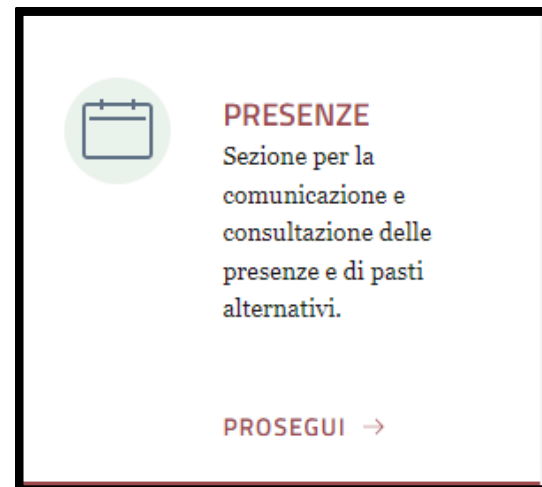 PRESENZE
Sezione per la
comunicazione e
consultazione delle
presenze e di pasti
alternativi.
PROSEGUI →